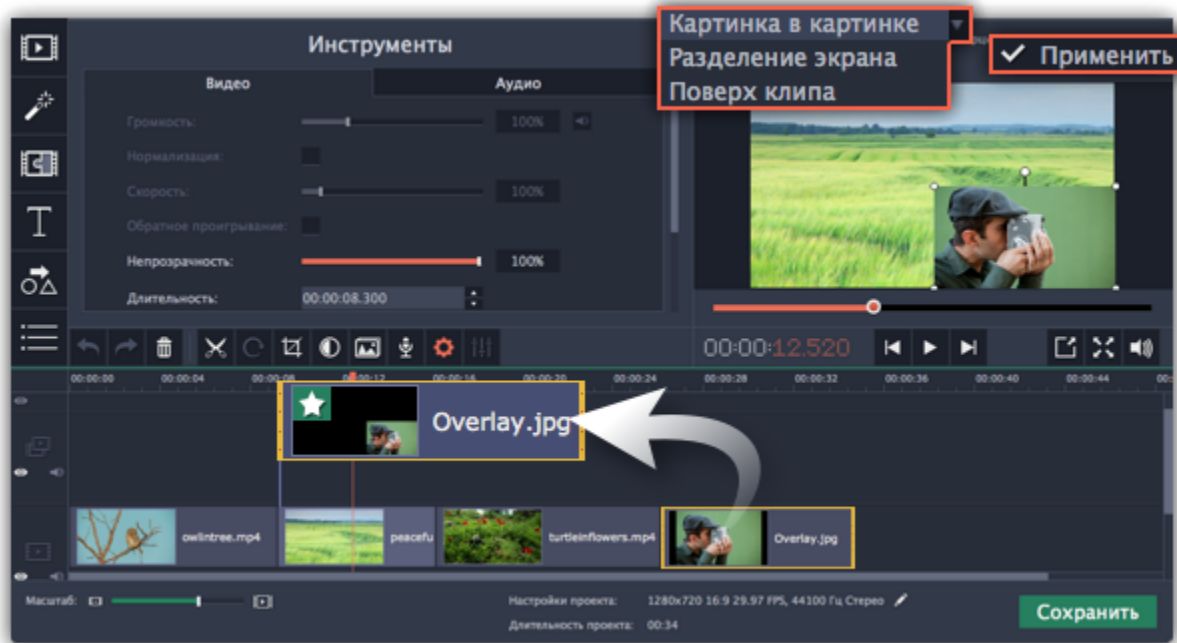 Картинка в картинке
Разделение экрана
Поверх клипа
Применить
Инструменты
Видео
Аудио
Громкость:
100%
Нормализация:
Скорость:
100%
Обратное проигрывание:
Непрозрачность:
100%
Длительность:
00:00:08.300
00:00:12.520
00:00:00
00:00:04
00:00:08
00:00:16
00:00:20
00:00:24
00:00:28
00:00:32
00:00:36
00:00:40
00:00:44
Overlay.jpg
owlintree.mp4
peacefu
turtleinflowers.mp4
Overlay.jpg
Масштаб:
Настройки проекта: 1280x720 16:9 29.97 FPS, 44100 Гц Стерео
Длительность проекта: 00:34
Сохранить